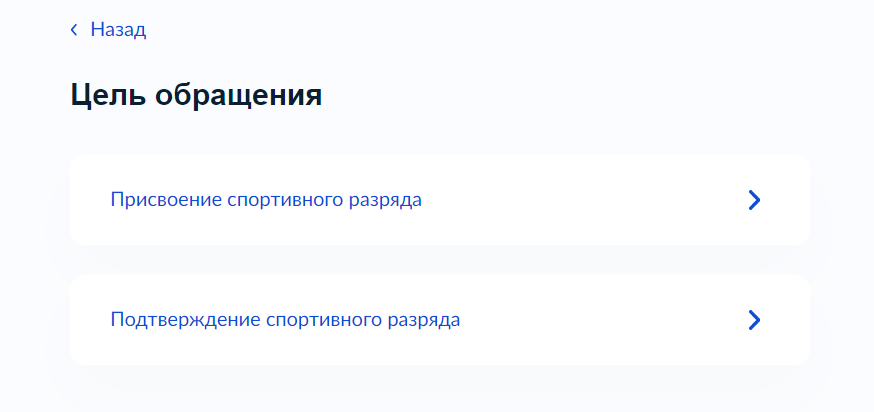 Назад
Цель обращения
Присвоение спортивного разряда
Подтверждение спортивного разряда